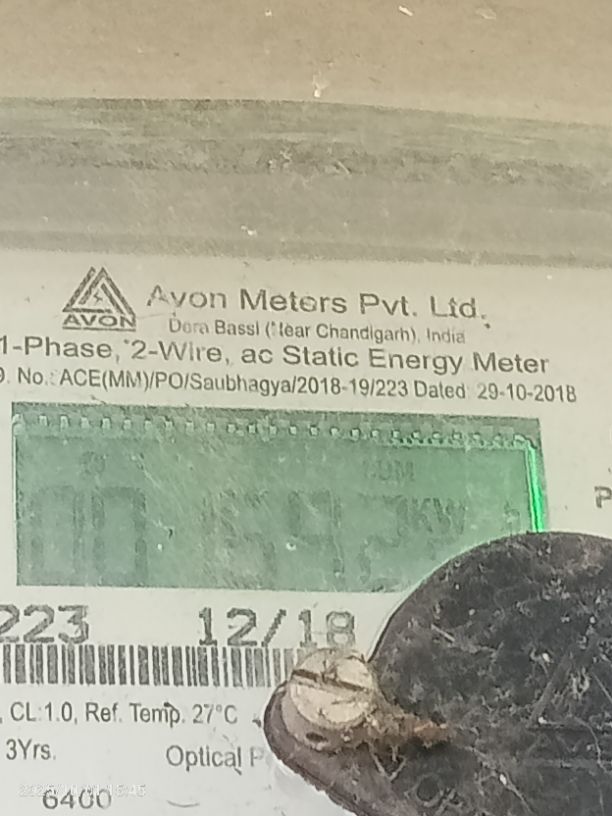 AVON
Avon Meters Pvt. Ltd.
Dera Bassi (Near Chandigarh), India
1-Phase, 2-Wire, ac Static Energy Meter
No.: ACE(MM)/PO/Saubhagya/2018-19/223 Dated 29-10-2018
KW
223 12/18
, CL:1.0, Ref. Temp. 27°C
3Yrs. Optical P
6400